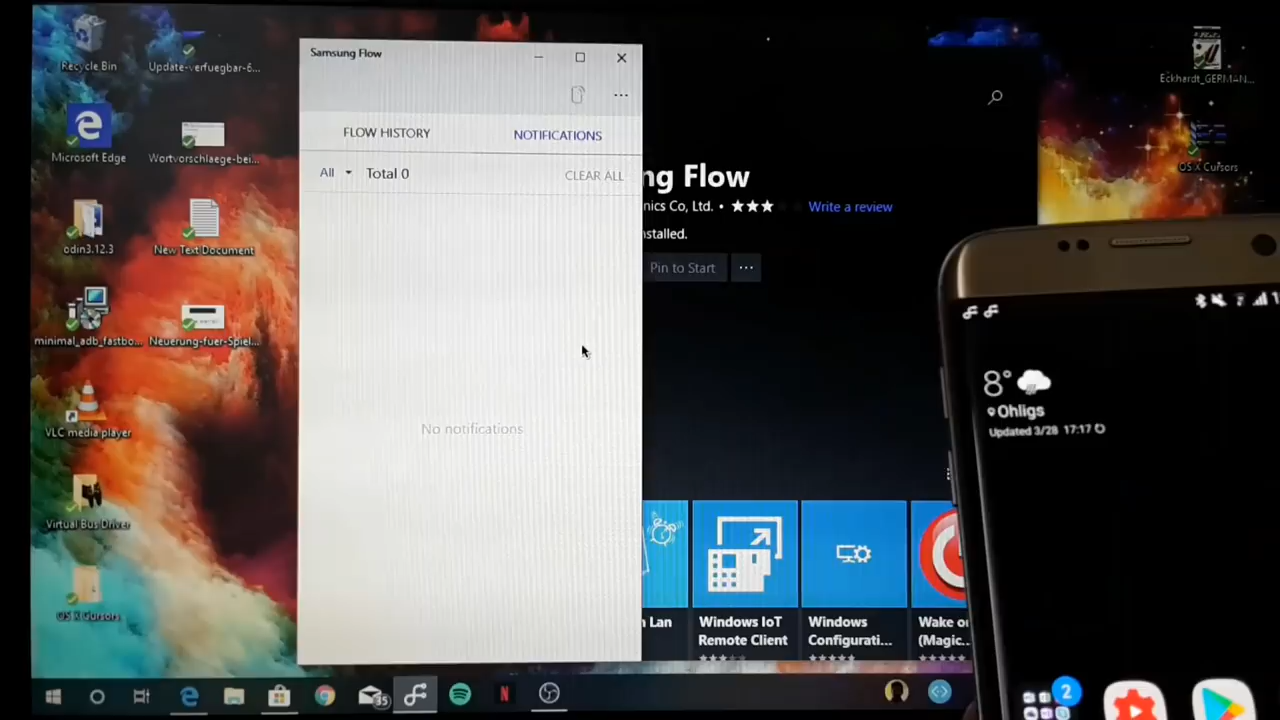 Recycle Bin
Update-verfuegbar-6...
Microsoft Edge
Wortvorschlaege-bei...
odin3.12.3
New Text Document
minimal_adb_fastbo...
Neuerung-fuer-Spiel...
VLC media player
Virtual Bus Driver
OS X Cursors
Samsung Flow
FLOW HISTORY
NOTIFICATIONS
All
Total 0
CLEAR ALL
No notifications
ng Flow
nics Co, Ltd. •
Write a review
nstalled.
Pin to Start
n Lan
Windows IoT
Remote Client
Windows
Configurati...
Wake o
(Magic...
Eckhardt_GERMAN...
OS X Cursors
8°
Ohligs
Updated 3/28 17:17
2
35
N